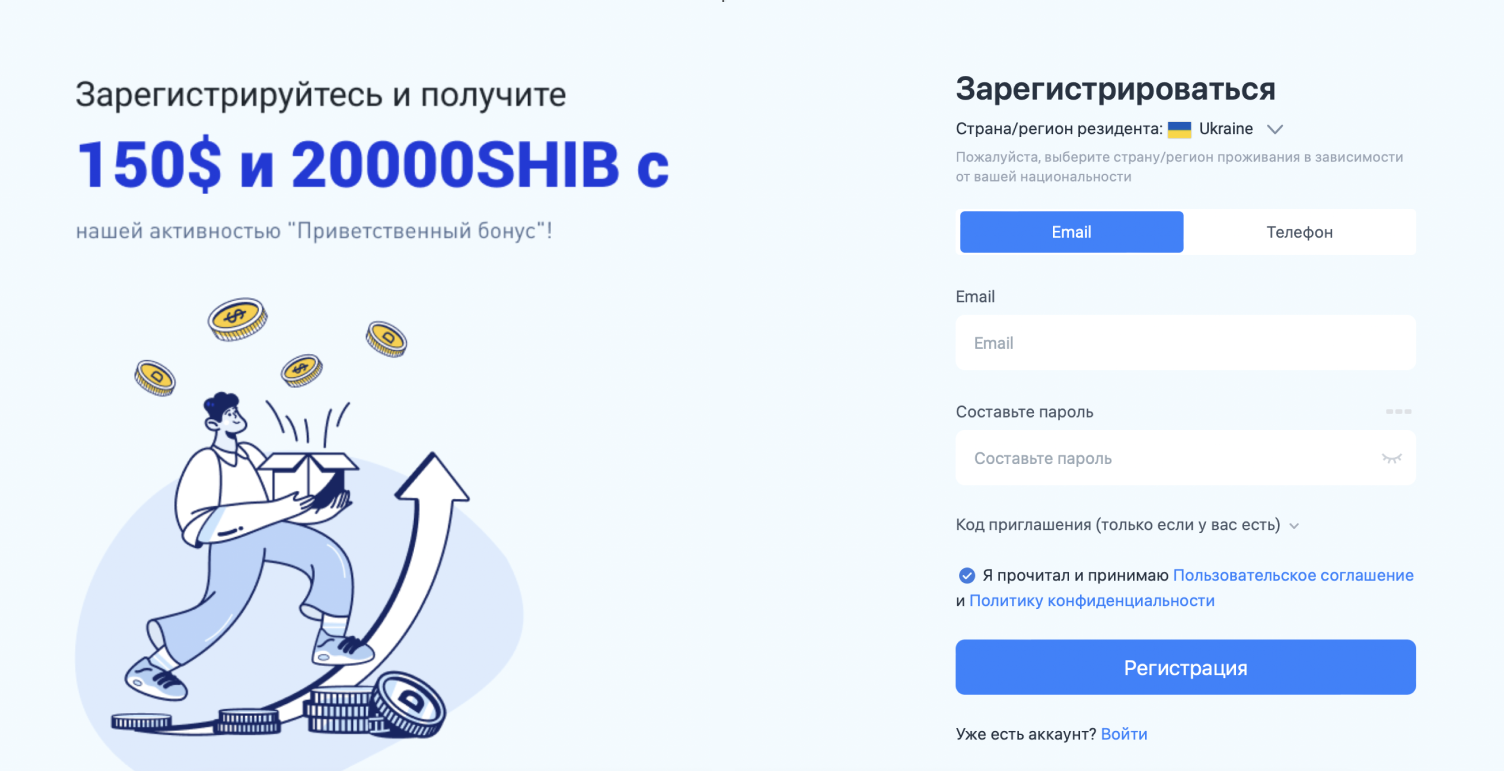 Зарегистрируйтесь и получите
150$ и 20000SHIB с
нашей активностью "Приветственный бонус"!
Зарегистрироваться
Страна/регион резидента: Ukraine
Пожалуйста, выберите страну/регион проживания в зависимости
от вашей национальности
Email
Телефон
Email
Email
Составьте пароль
Составьте пароль
Код приглашения (только если у вас есть)
Я прочитал и принимаю Пользовательское соглашение
и Политику конфиденциальности
Регистрация
Уже есть аккаунт? Войти
$
D
$
D
D